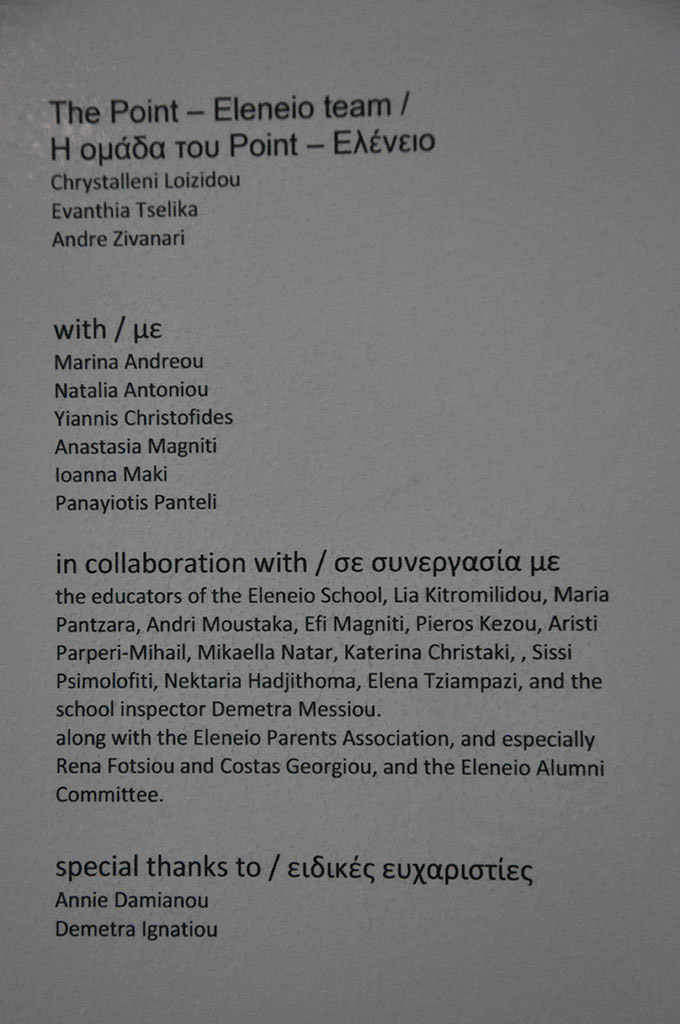 The Point – Eleneio team /
Η ομάδα του Point – Ελένειο
Chrystalleni Loizidou
Evanthia Tselika
Andre Zivanari
with / με
Marina Andreou
Natalia Antoniou
Yiannis Christofides
Anastasia Magniti
Ioanna Maki
Panayiotis Panteli
in collaboration with / σε συνεργασία με
the educators of the Eleneio School, Lia Kitromilidou, Maria
Pantzara, Andri Moustaka, Efi Magniti, Pieros Kezou, Aristi
Parperi-Mihail, Mikaella Natar, Katerina Christaki, , Sissi
Psimolofiti, Nektaria Hadjithoma, Elena Tziampazi, and the
school inspector Demetra Messiou.
along with the Eleneio Parents Association, and especially
Rena Fotsiou and Costas Georgiou, and the Eleneio Alumni
Committee.
special thanks to / ειδικές ευχαριστίες
Annie Damianou
Demetra Ignatiou